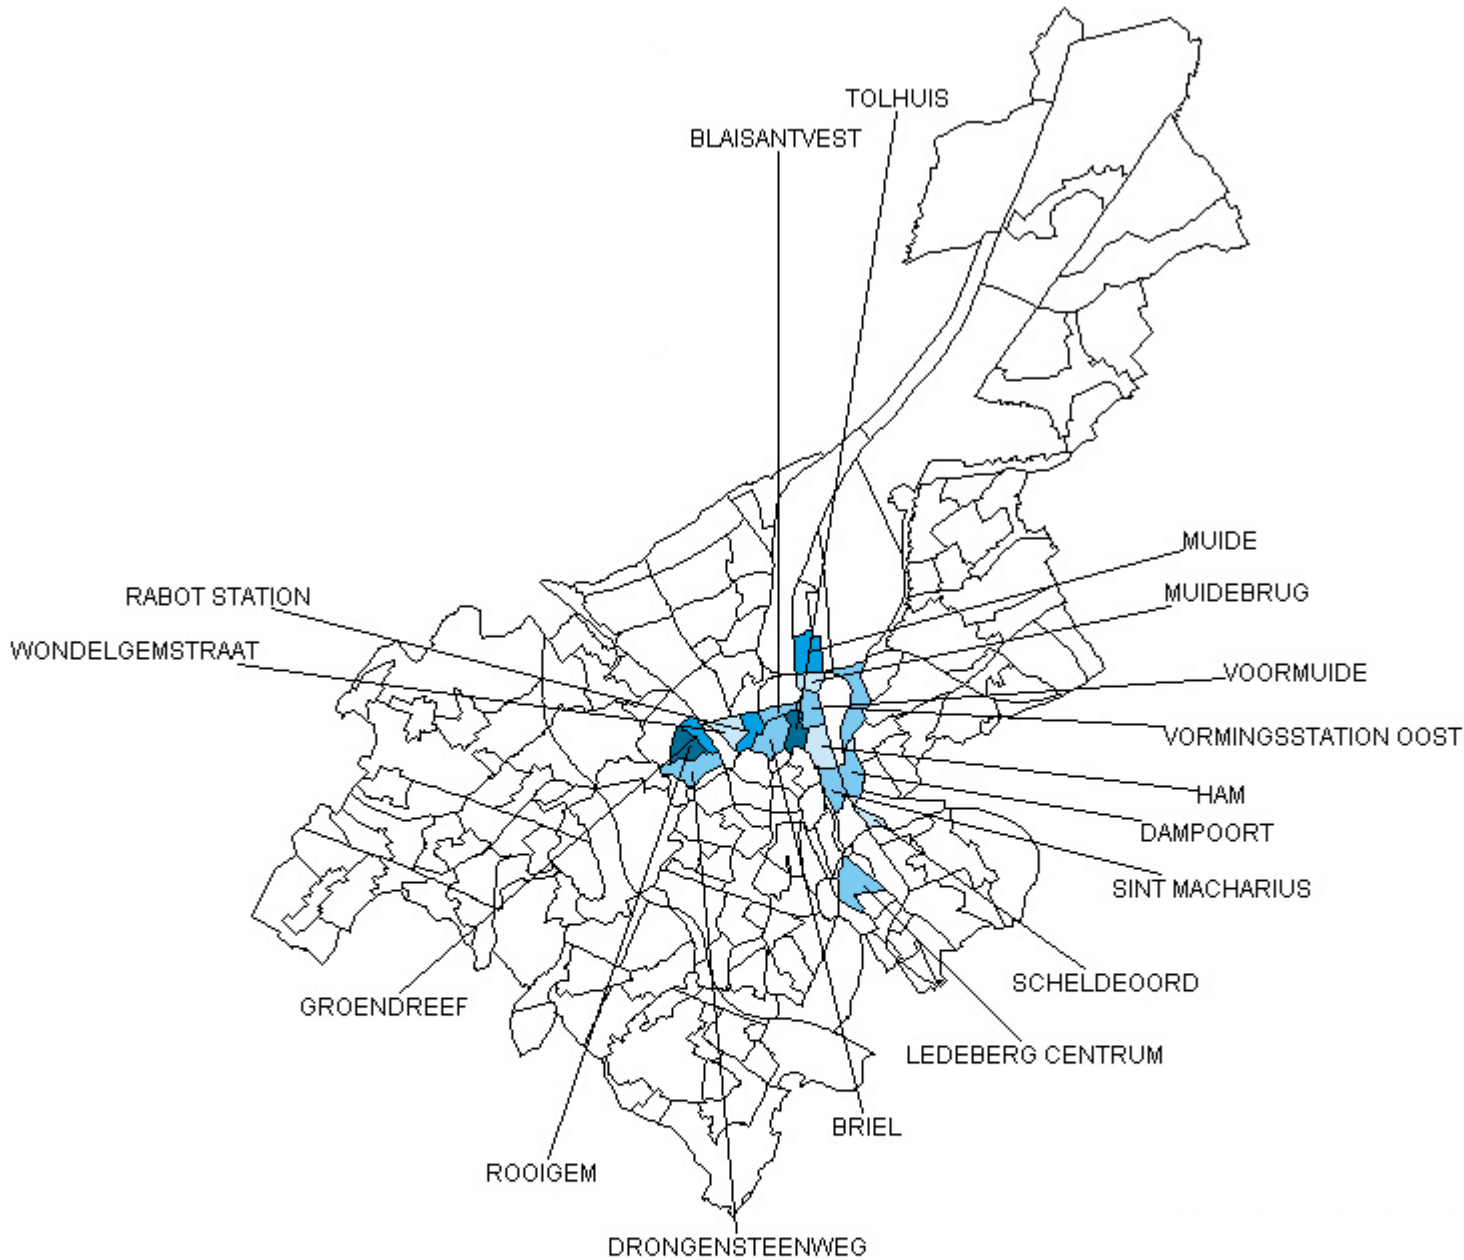 TOLHUIS
BLAISANTVEST
MUIDE
MUIDEBRUG
RABOT STATION
WONDELGEMSTRAAT
VOORMUIDE
VORMINGSSTATION OOST
HAM
DAMPOORT
SINT MACHARIUS
SCHELDEOORD
GROENDREEF
LEDEBERG CENTRUM
BRIEL
ROOIGEM
DRONGENSTEENWEG